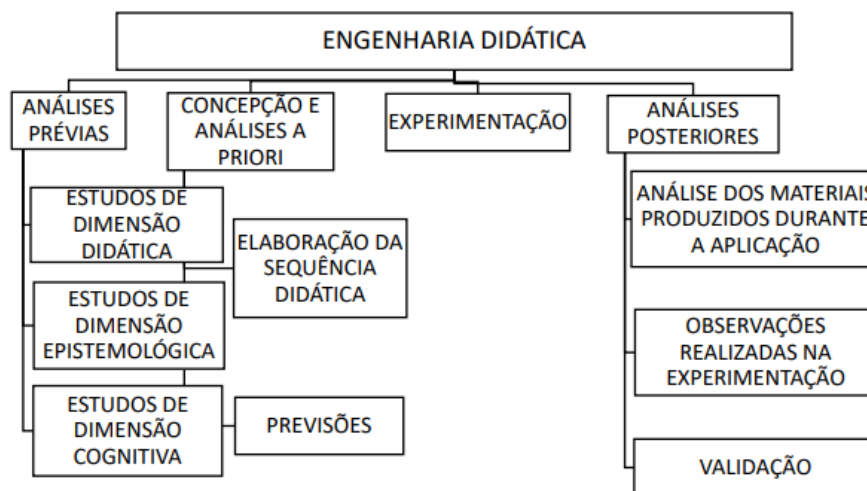 ENGENHARIA DIDÁTICA
ANÁLISES
PRÉVIAS
CONCEPÇÃO E
ANÁLISES A
PRIORI
EXPERIMENTAÇÃO
ANÁLISES
POSTERIORES
ESTUDOS DE
DIMENSÃO
DIDÁTICA
ESTUDOS DE
DIMENSÃO
EPISTEMOLÓGICA
ESTUDOS DE
DIMENSÃO
COGNITIVA
ELABORAÇÃO DA
SEQUÊNCIA
DIDÁTICA
PREVISÕES
ANÁLISE DOS MATERIAIS
PRODUZIDOS DURANTE
A APLICAÇÃO
OBSERVAÇÕES
REALIZADAS NA
EXPERIMENTAÇÃO
VALIDAÇÃO